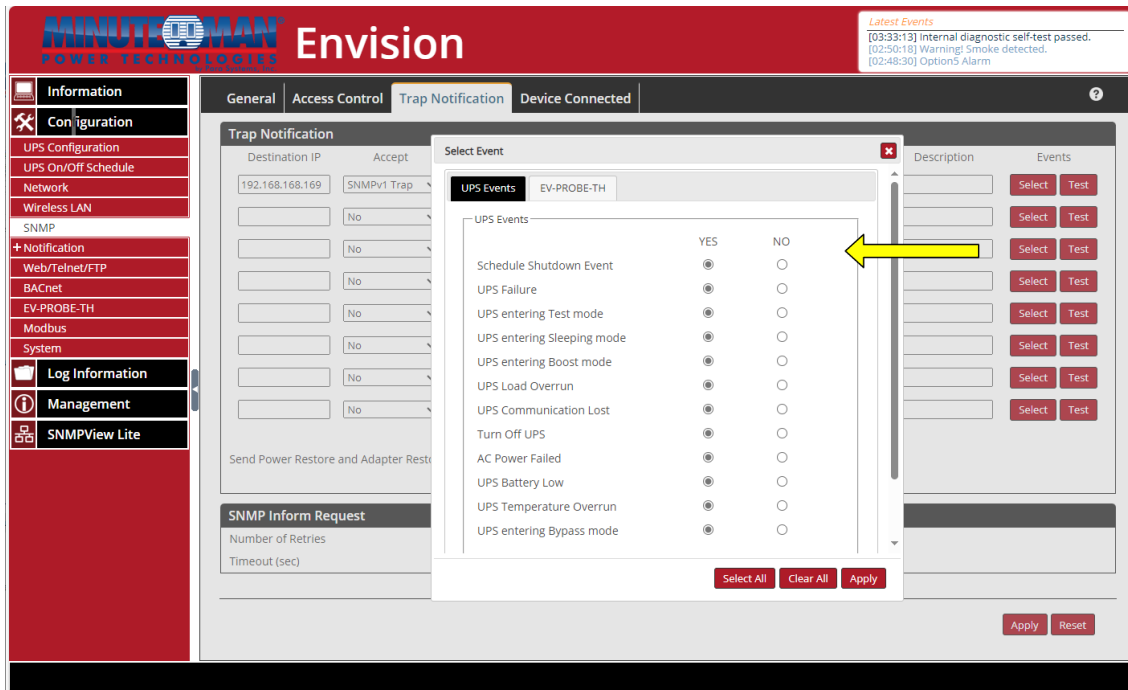 MINUTEMAN
POWER TECHNOLOGIES
Envision
Latest Events
[03:33:13] Internal diagnostic self-test passed.
[02:50:18] Warning! Smoke detected.
[02:48:30] Option5 Alarm
Information
Configuration
UPS Configuration
UPS On/Off Schedule
Network
Wireless LAN
SNMP
+ Notification
Web/Telnet/FTP
BACnet
EV-PROBE-TH
Modbus
System
Log Information
Management
SNMPView Lite
General Access Control Trap Notification Device Connected ?
Trap Notification
Destination IP Accept Description Events
192.168.168.169 SNMPv1 Trap Select Test
No Select Test
No Select Test
No Select Test
No Select Test
No Select Test
No Select Test
No Select Test
Send Power Restore and Adapter Resto
SNMP Inform Request
Number of Retries
Timeout (sec)
Select Event
UPS Events EV-PROBE-TH
UPS Events
YES NO
Schedule Shutdown Event
UPS Failure
UPS entering Test mode
UPS entering Sleeping mode
UPS entering Boost mode
UPS Load Overrun
UPS Communication Lost
Turn Off UPS
AC Power Failed
UPS Battery Low
UPS Temperature Overrun
UPS entering Bypass mode
Select All Clear All Apply
Apply Reset